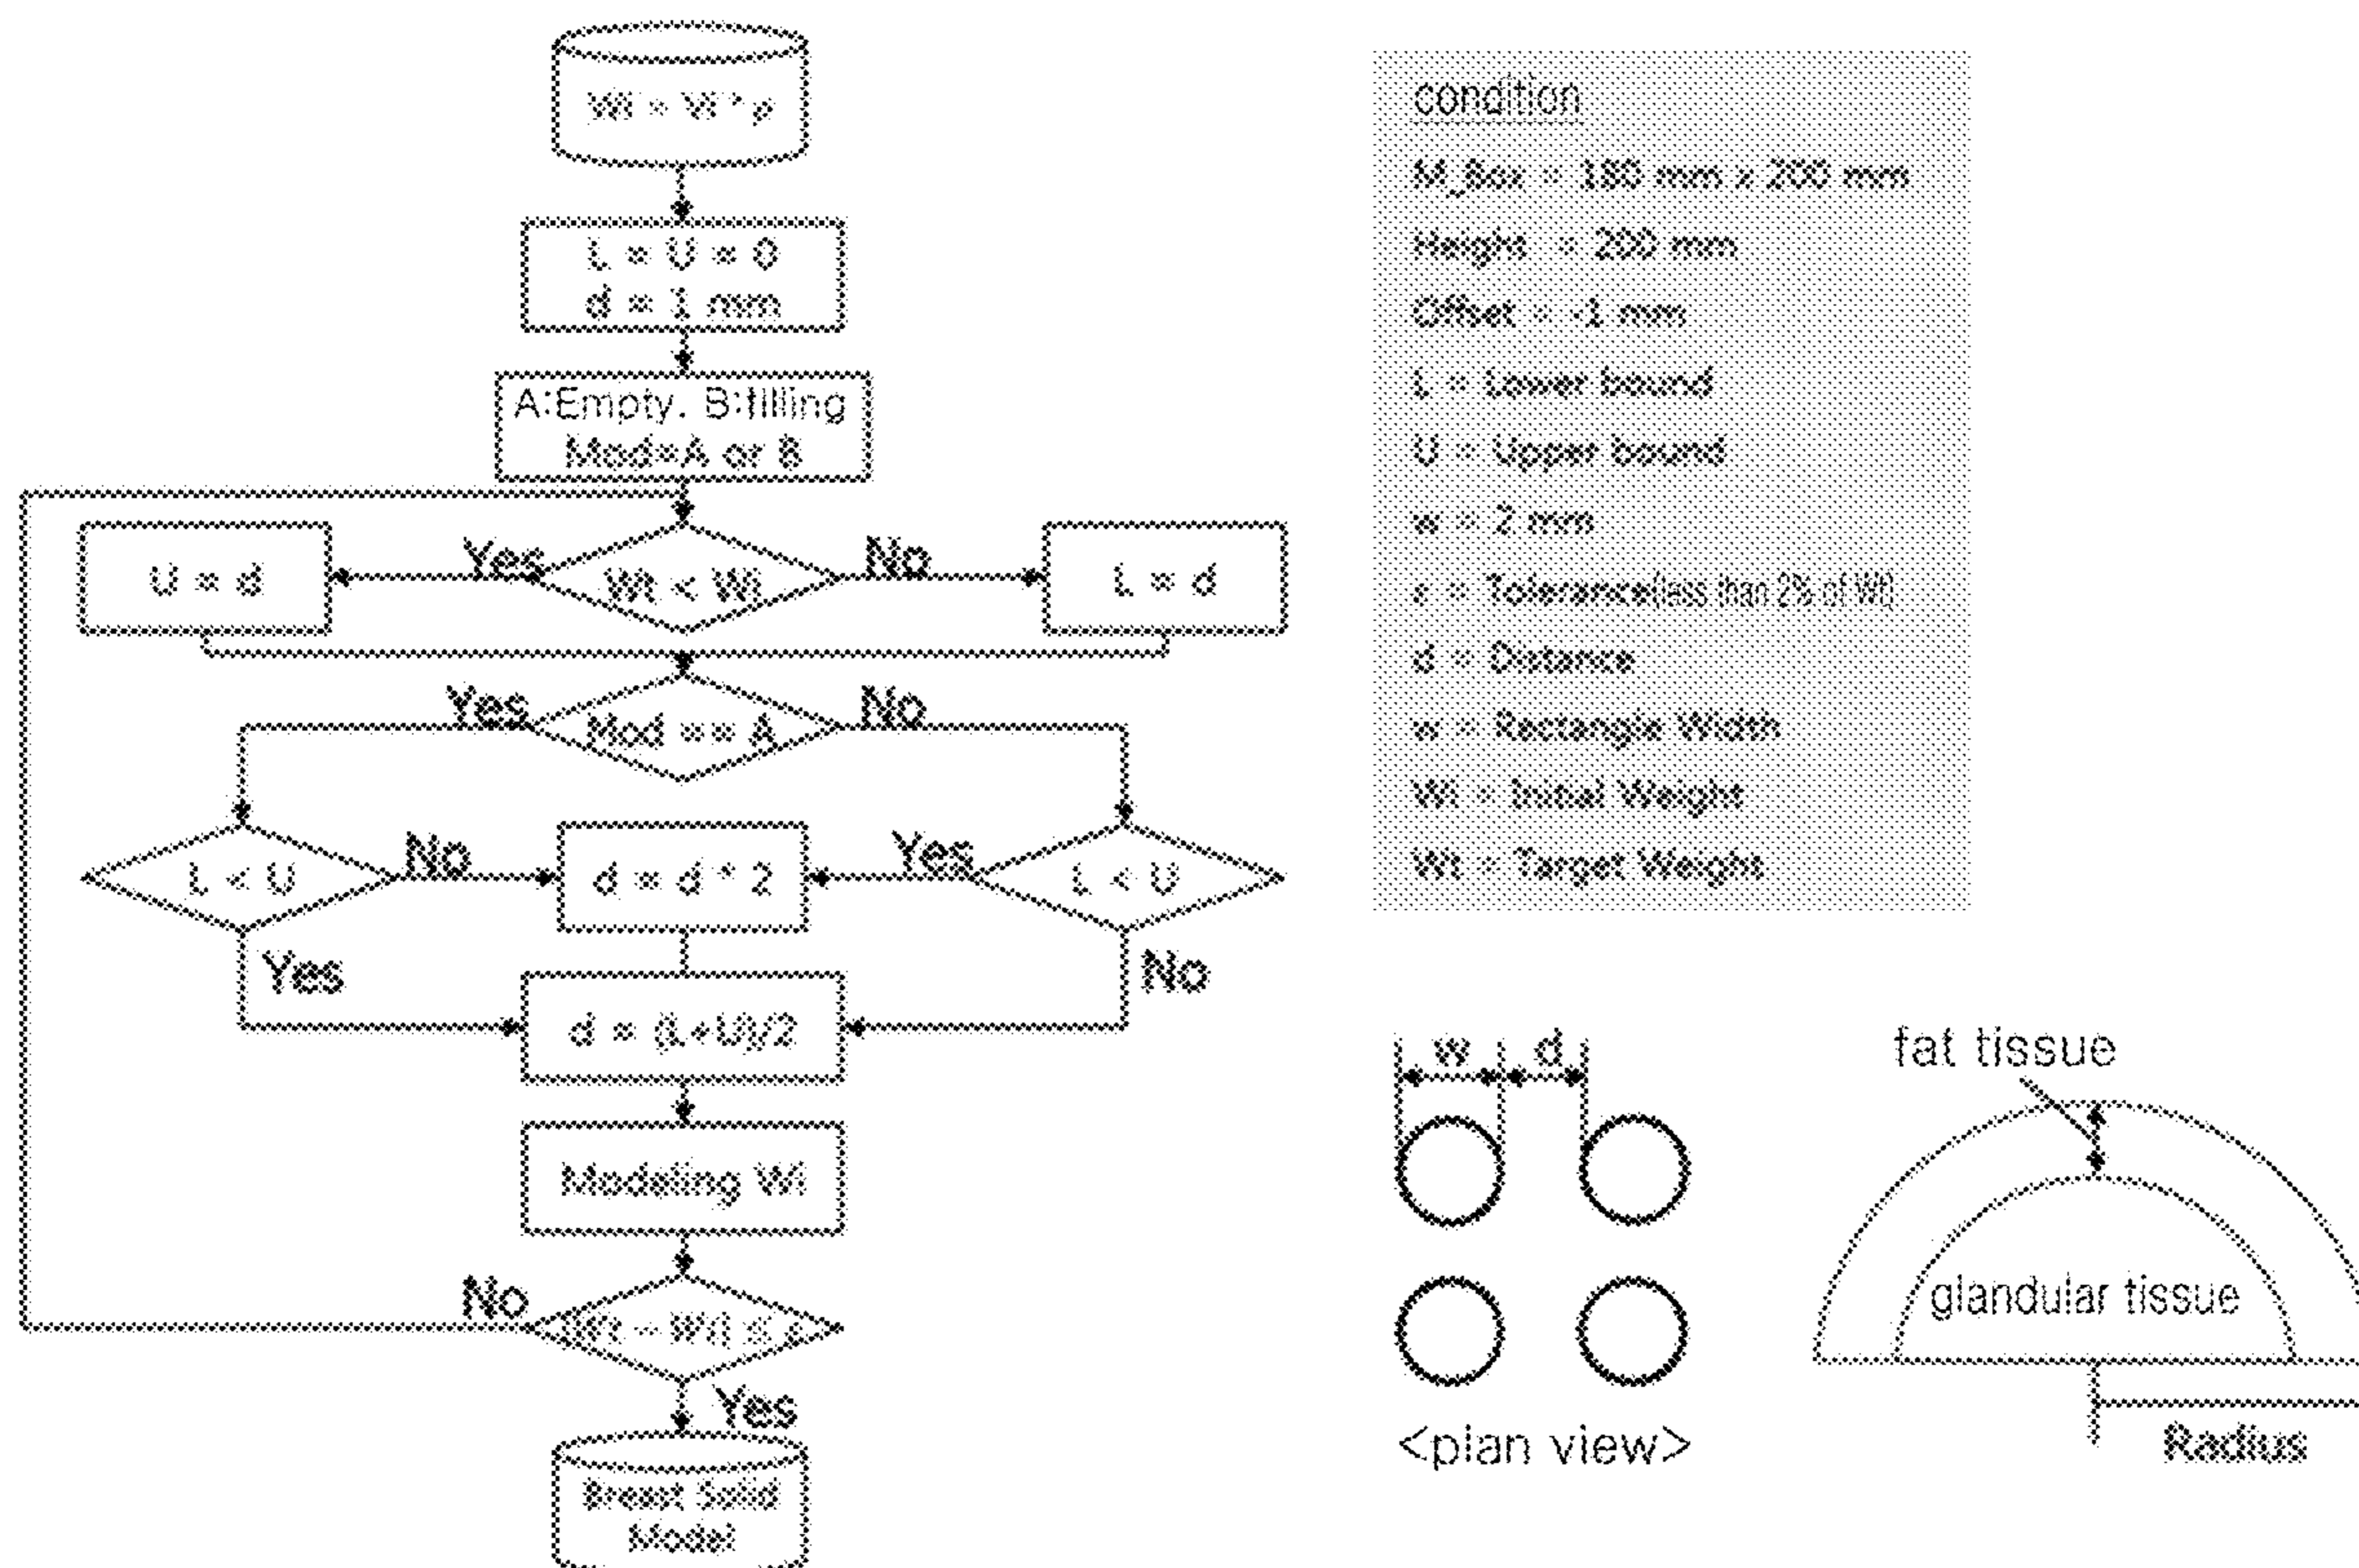 Wi = Vi * ρ
L = U = 0
d = 1 mm
A:Empty. B:filling
Mod=A or B
Yes
Wt < Wi
No
U = d
L = d
Yes
Mod == A
No
L < U
No
d = d * 2
Yes
L < U
Yes
No
d = (L+U)/2
Modeling Wi
No
Yes
Breast Solid
Model
condition
M_Box = 180 mm x 200 mm
Height = 200 mm
Offset = -1 mm
L = Lower bound
U = Upper bound
w = 2 mm
ε = Tolerance(less than 2% of Wt)
d = Distance
w = Rectangle Width
Wi = Initial Weight
Wt = Target Weight
w d
<plan view>
fat tissue
glandular tissue
Radius